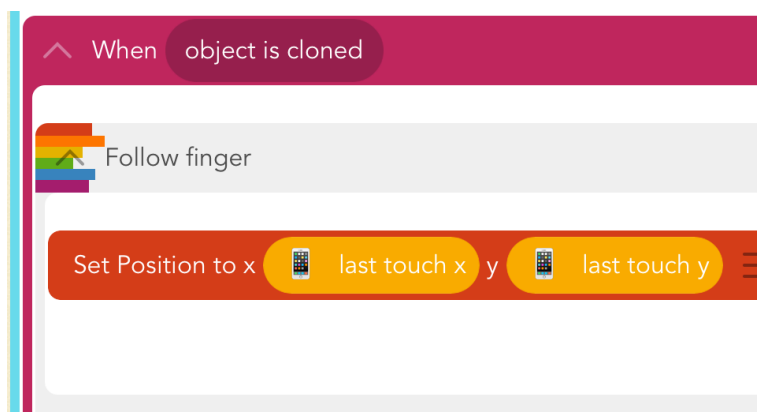 When object is cloned
Follow finger
Set Position to x last touch x y last touch y